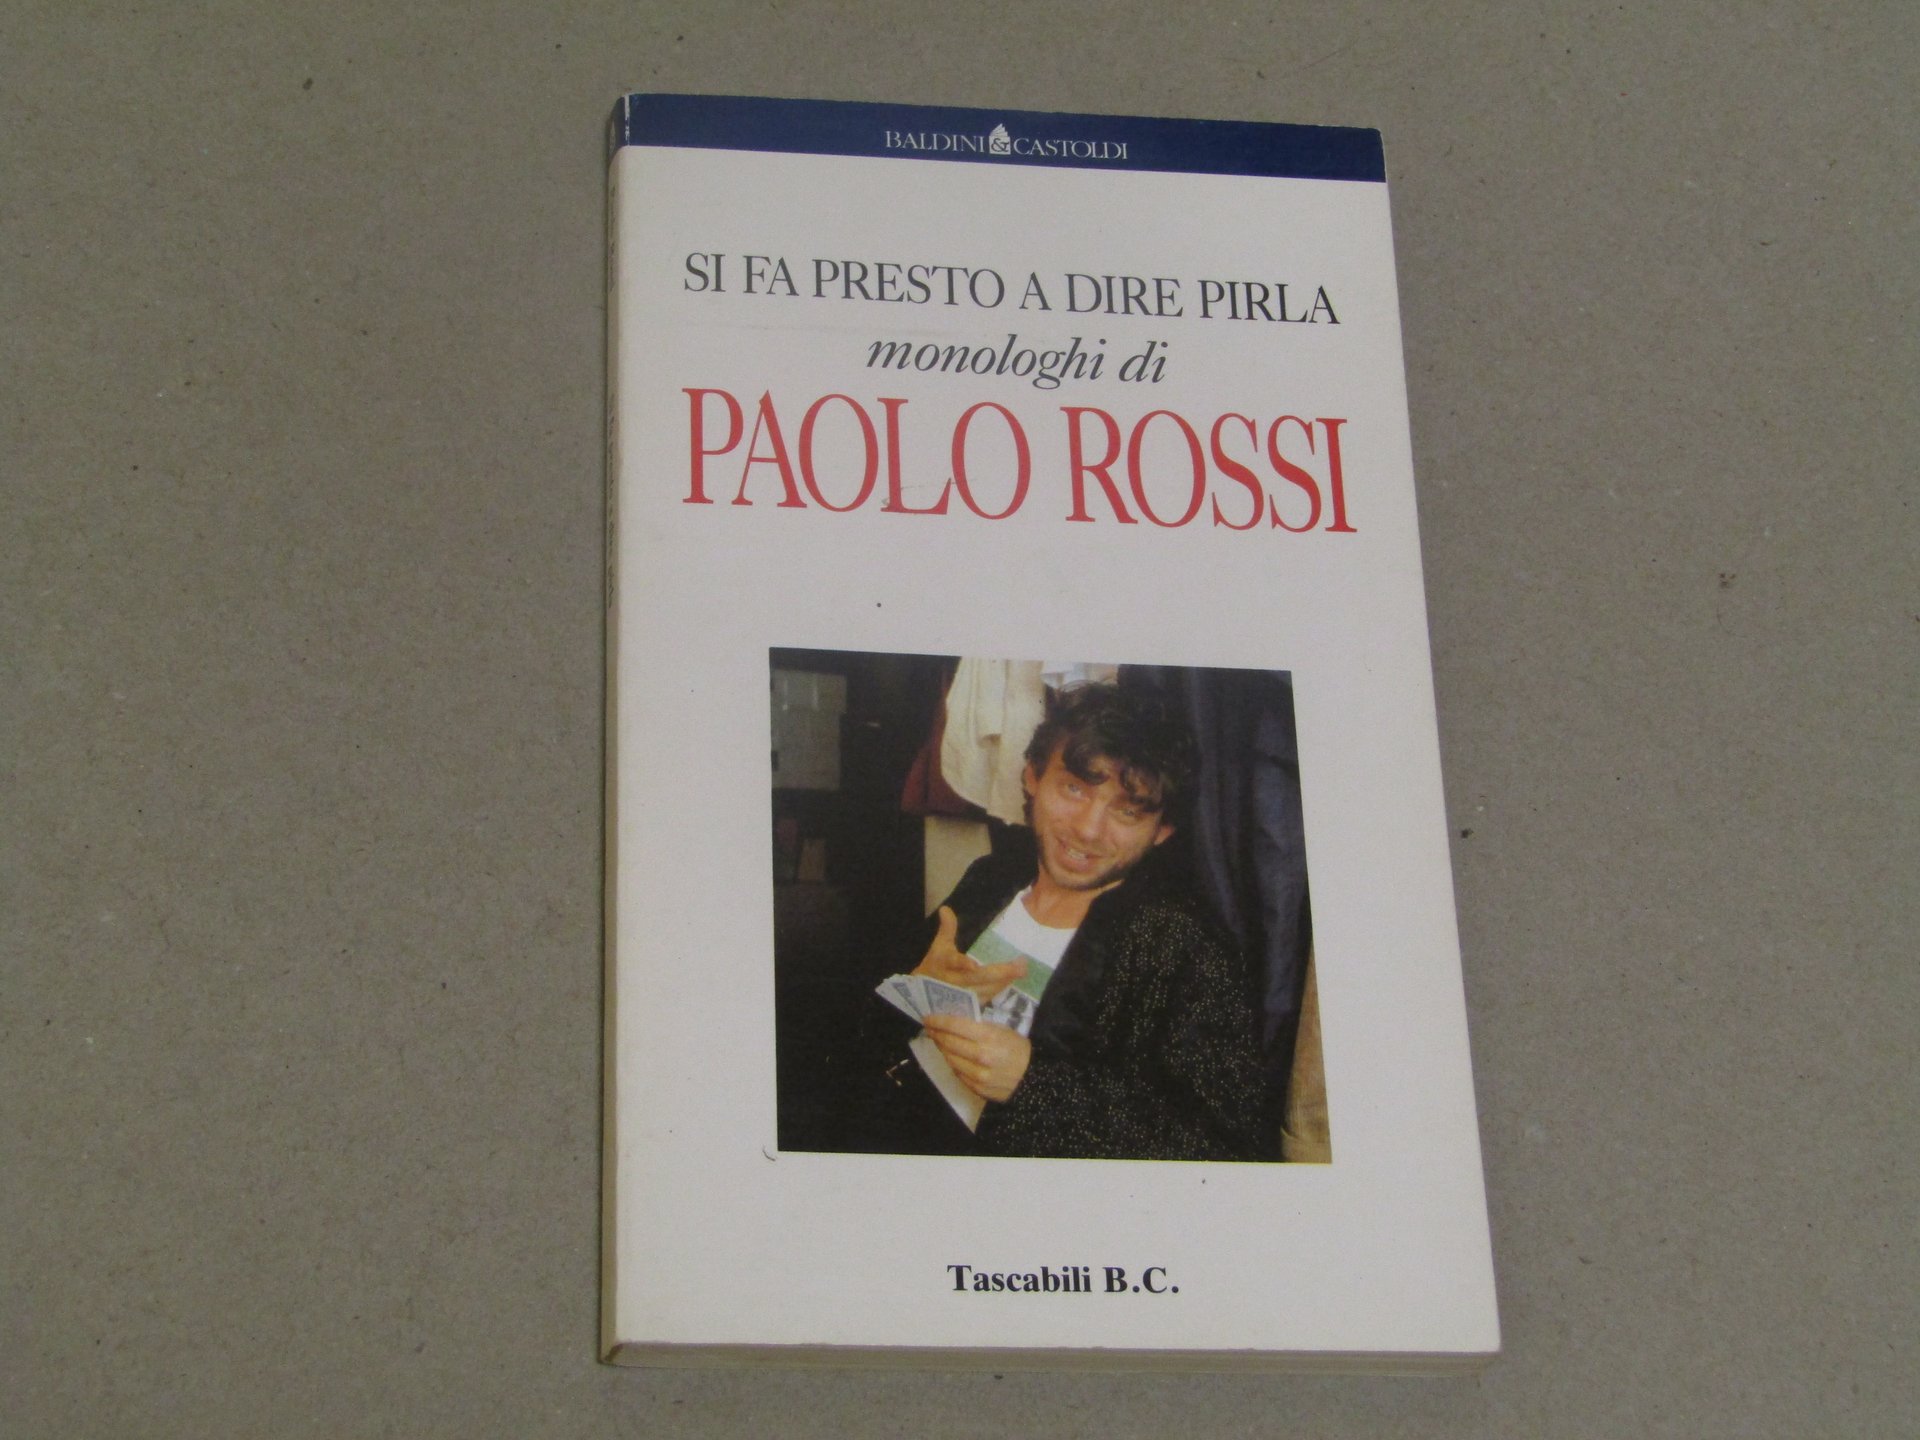 BALDINI & CASTOLDI
SI FA PRESTO A DIRE PIRLA
monologhi di
PAOLO ROSSI
Tascabili B.C.